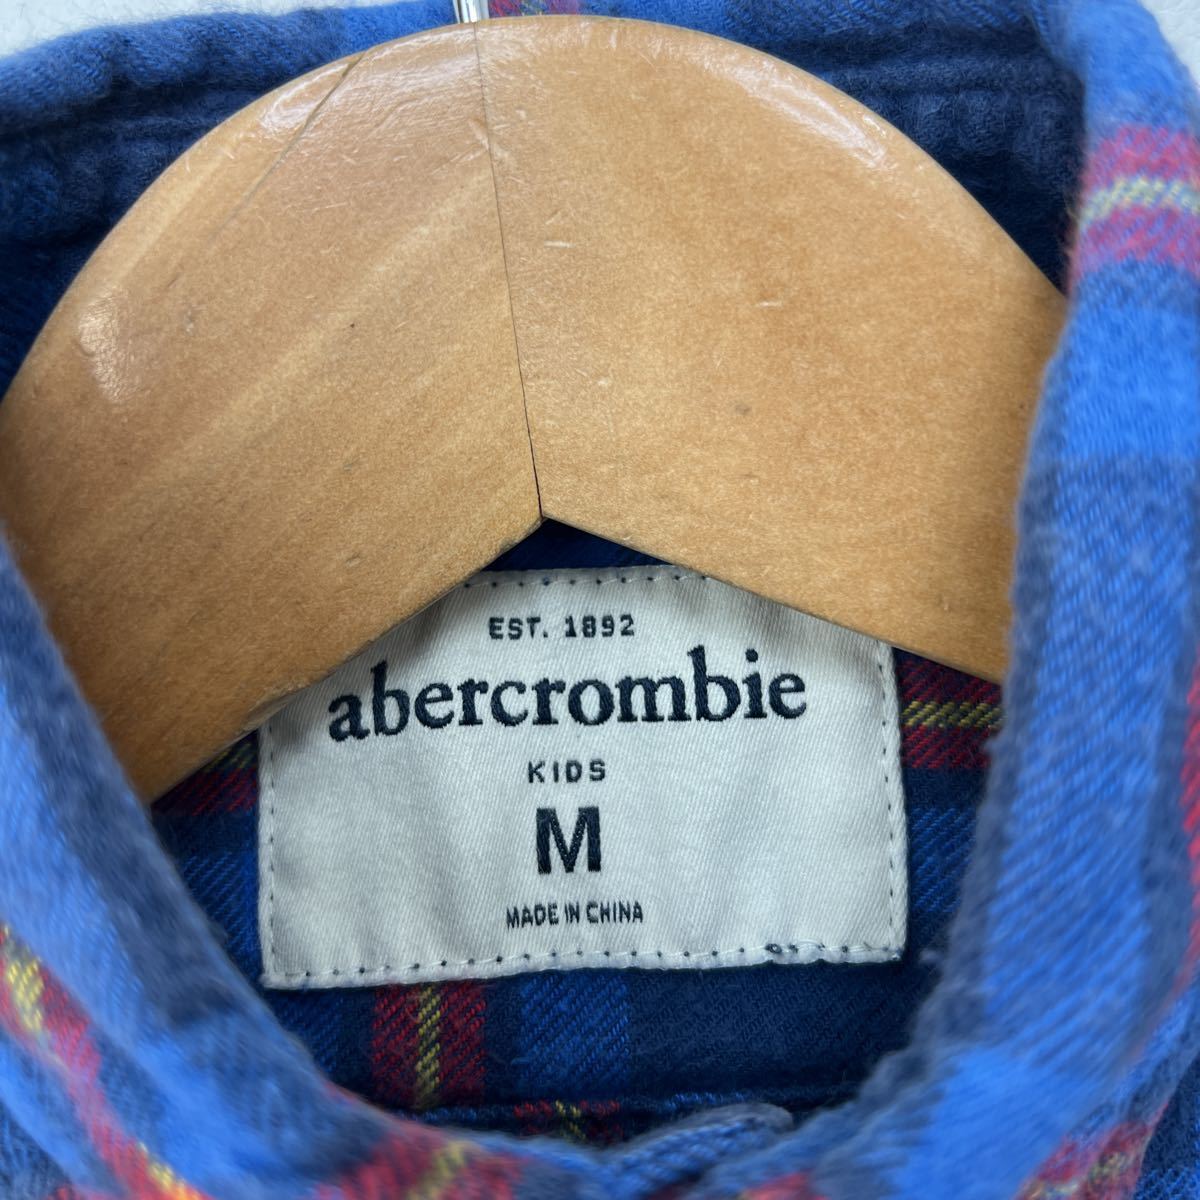 EST. 1892
abercrombie
KIDS
M
MADE IN CHINA